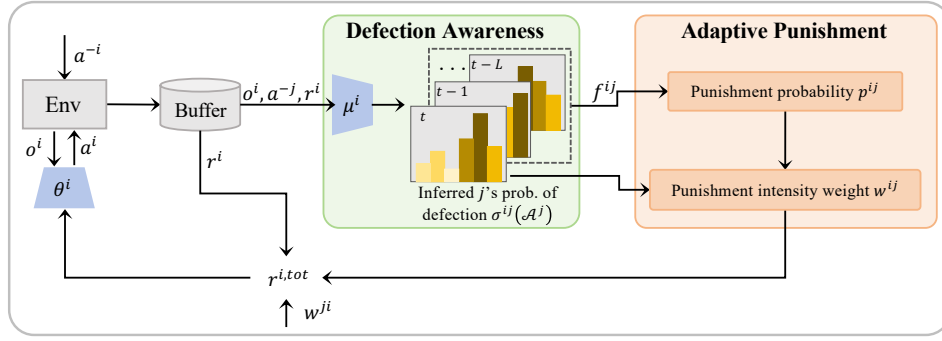 Defection Awareness
Adaptive Punishment
a^{-i}
Env
Buffer
o^i, a^{-j}, r^i
μ^i
. . . t − L
t − 1
t
f^{ij}
Punishment probability p^{ij}
o^i
a^i
r^i
θ^i
Inferred j's prob. of
defection σ^{ij}(𝒜^j)
Punishment intensity weight w^{ij}
r^{i,tot}
w^{ji}